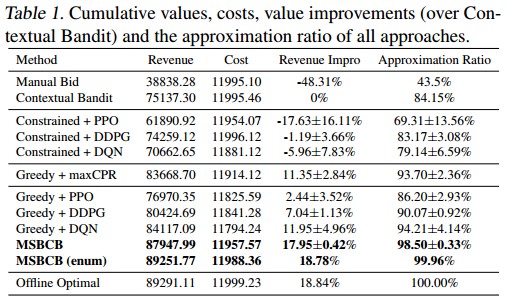 Table 1. Cumulative values, costs, value improvements (over Con-
textual Bandit) and the approximation ratio of all approaches.
Method Revenue Cost Revenue Impro Approximation Ratio
Manual Bid 38838.28 11995.10 -48.31% 43.5%
Contextual Bandit 75137.30 11995.46 0% 84.15%
Constrained + PPO 61890.92 11954.07 -17.63±16.11% 69.31±13.56%
Constrained + DDPG 74259.12 11996.12 -1.19±3.66% 83.17±3.08%
Constrained + DQN 70662.65 11881.12 -5.96±7.83% 79.14±6.59%
Greedy + maxCPR 83668.70 11914.12 11.35±2.84% 93.70±2.36%
Greedy + PPO 76970.35 11825.59 2.44±3.52% 86.20±2.93%
Greedy + DDPG 80424.69 11841.28 7.04±1.13% 90.07±0.92%
Greedy + DQN 84117.09 11794.24 11.95±4.96% 94.21±4.14%
MSBCB 87947.99 11957.57 17.95±0.42% 98.50±0.33%
MSBCB (enum) 89251.77 11988.36 18.78% 99.96%
Offline Optimal 89291.11 11999.23 18.84% 100.00%